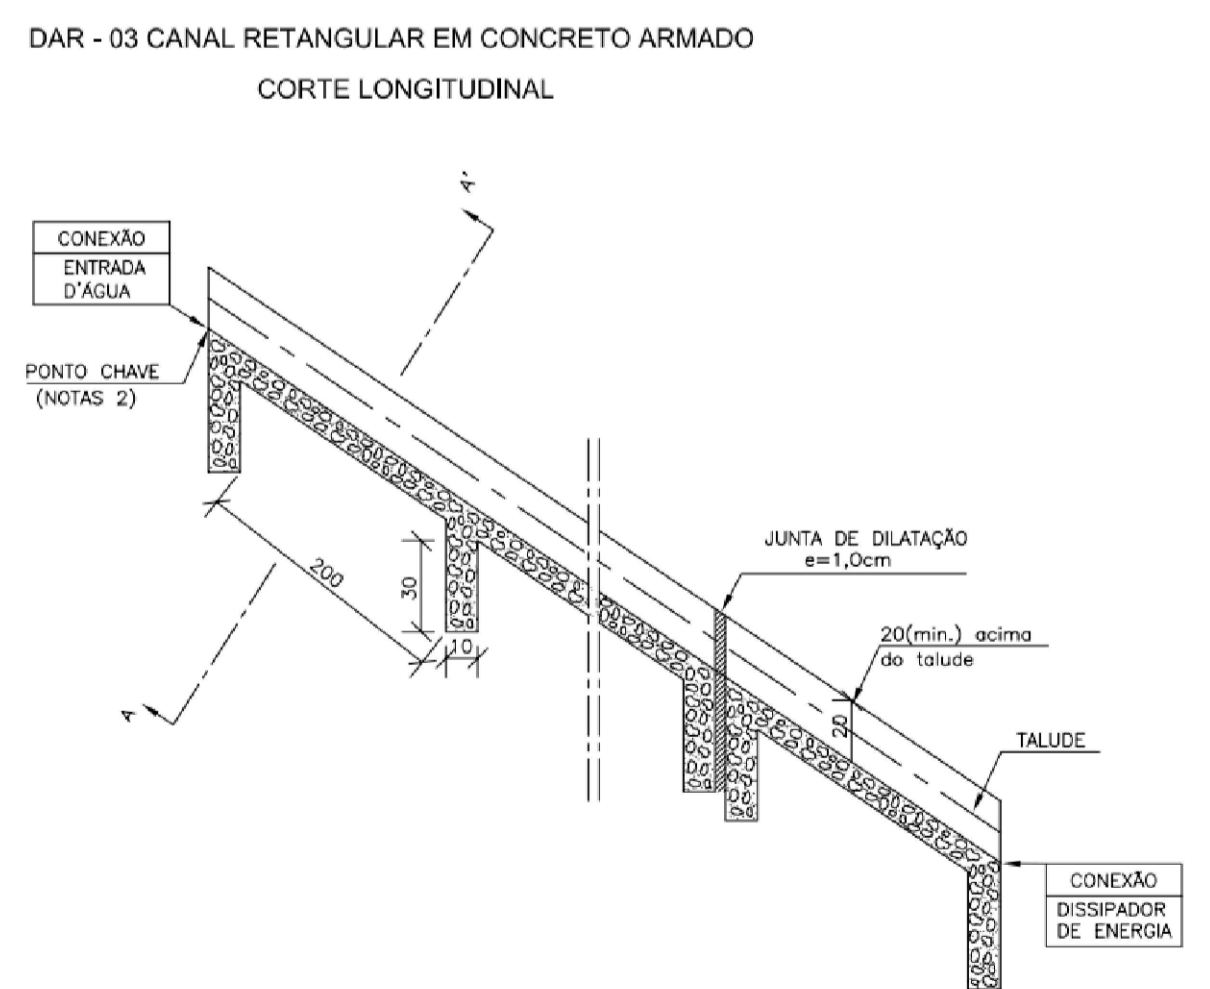 DAR - 03 CANAL RETANGULAR EM CONCRETO ARMADO
CORTE LONGITUDINAL
A'
CONEXÃO
ENTRADA
D'ÁGUA
PONTO CHAVE
(NOTAS 2)
200
30
10
A
JUNTA DE DILATAÇÃO
e=1,0cm
20(min.) acima
do talude
20
TALUDE
CONEXÃO
DISSIPADOR
DE ENERGIA